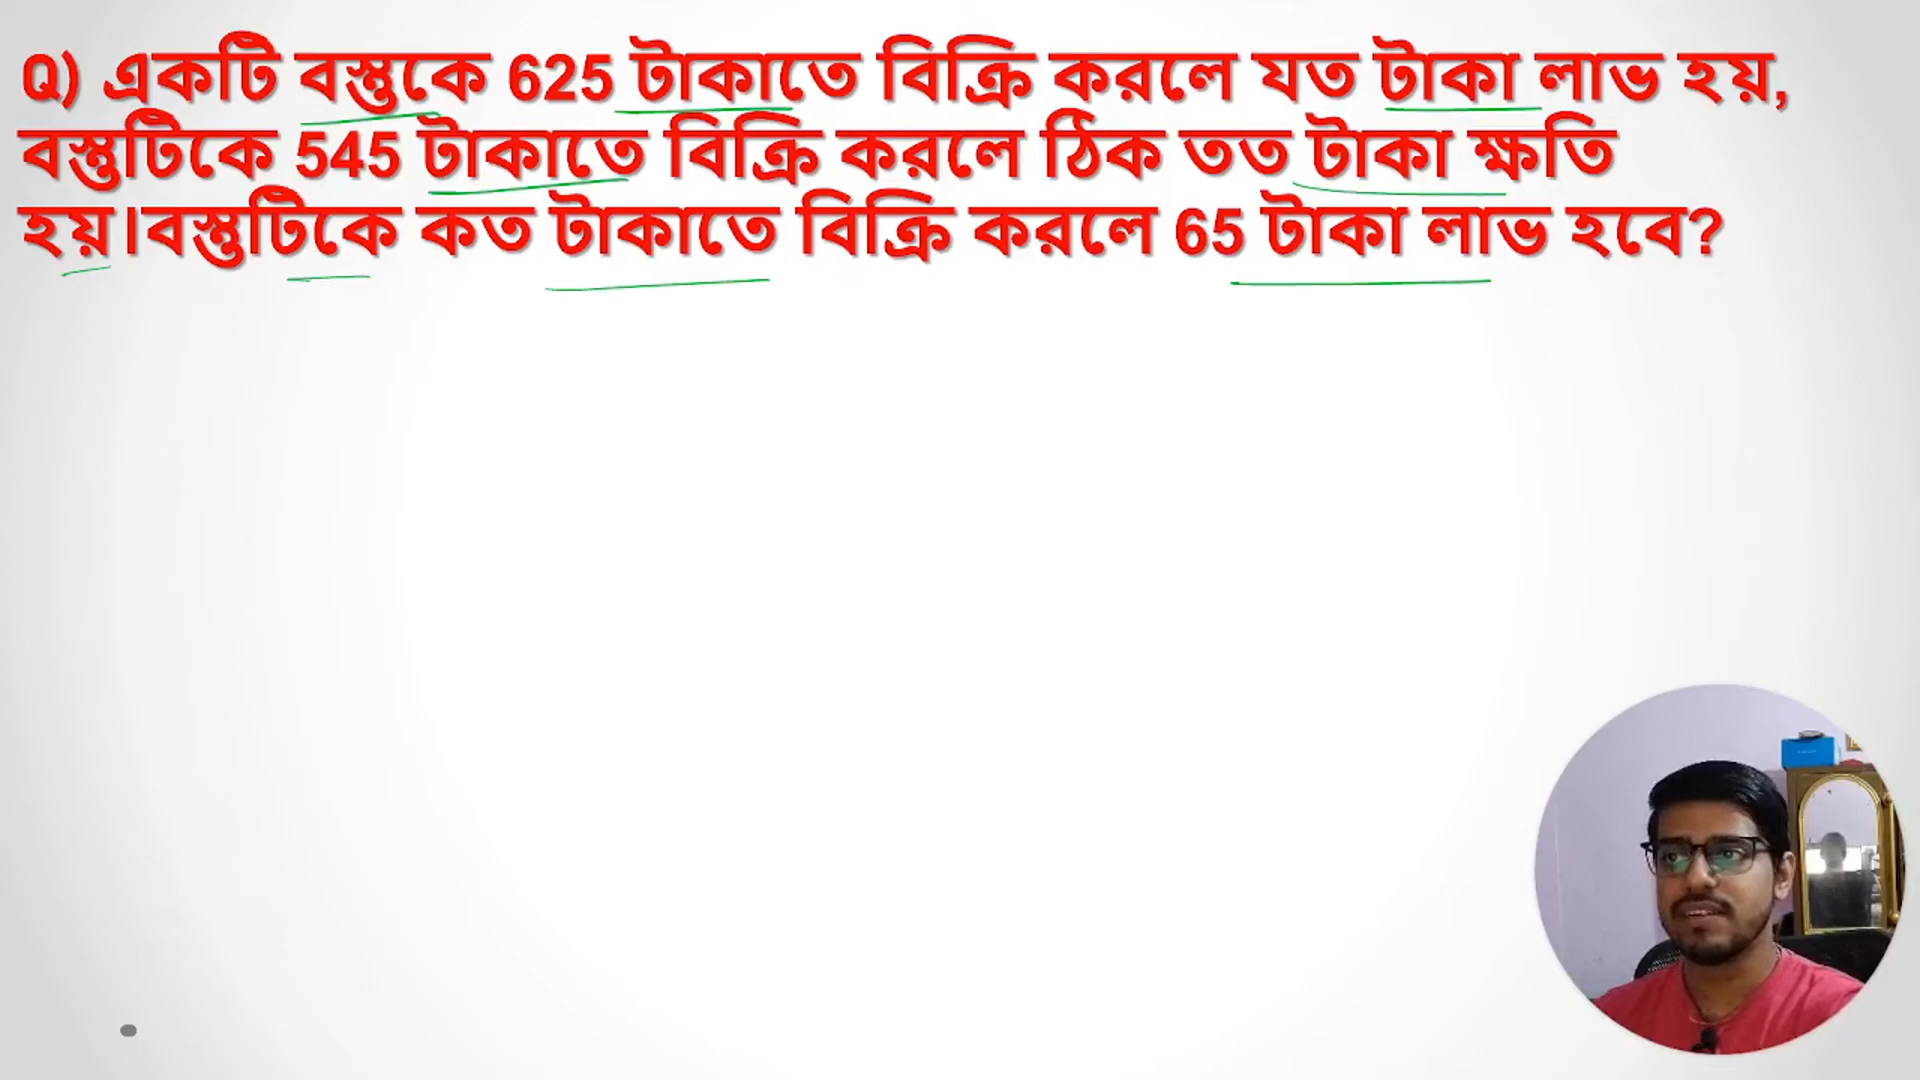 Q) একটি বস্তুকে 625 টাকাতে বিক্রি করলে যত টাকা লাভ হয়,
বস্তুটিকে 545 টাকাতে বিক্রি করলে ঠিক তত টাকা ক্ষতি
হয়।বস্তুটিকে কত টাকাতে বিক্রি করলে 65 টাকা লাভ হবে?